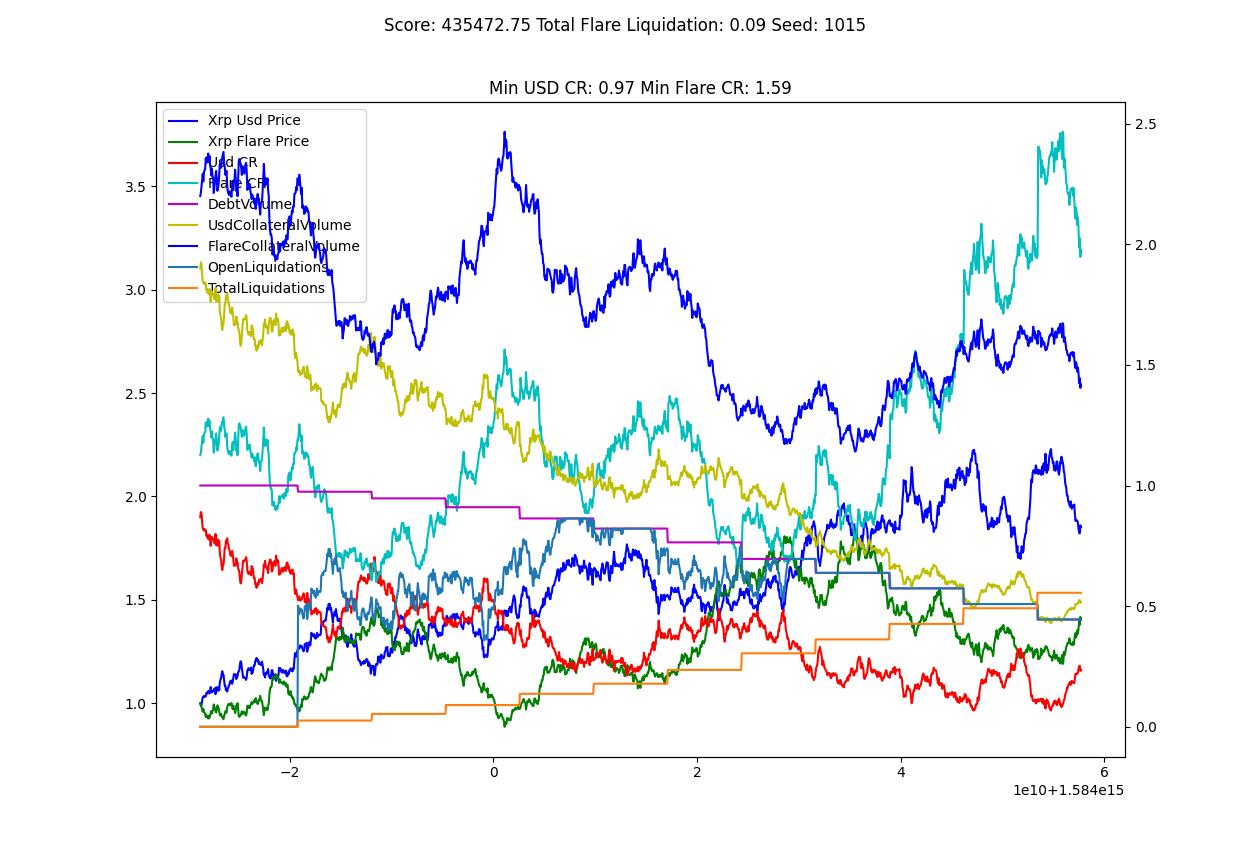 Score: 435472.75 Total Flare Liquidation: 0.09 Seed: 1015
Min USD CR: 0.97 Min Flare CR: 1.59
Xrp Usd Price
Xrp Flare Price
Usd CR
Flare CR
DebtVolume
UsdCollateralVolume
FlareCollateralVolume
OpenLiquidations
TotalLiquidations
3.5
3.0
2.5
2.0
1.5
1.0
2.5
2.0
1.5
1.0
0.5
0.0
−2
0
2
4
6
1e10+1.584e15